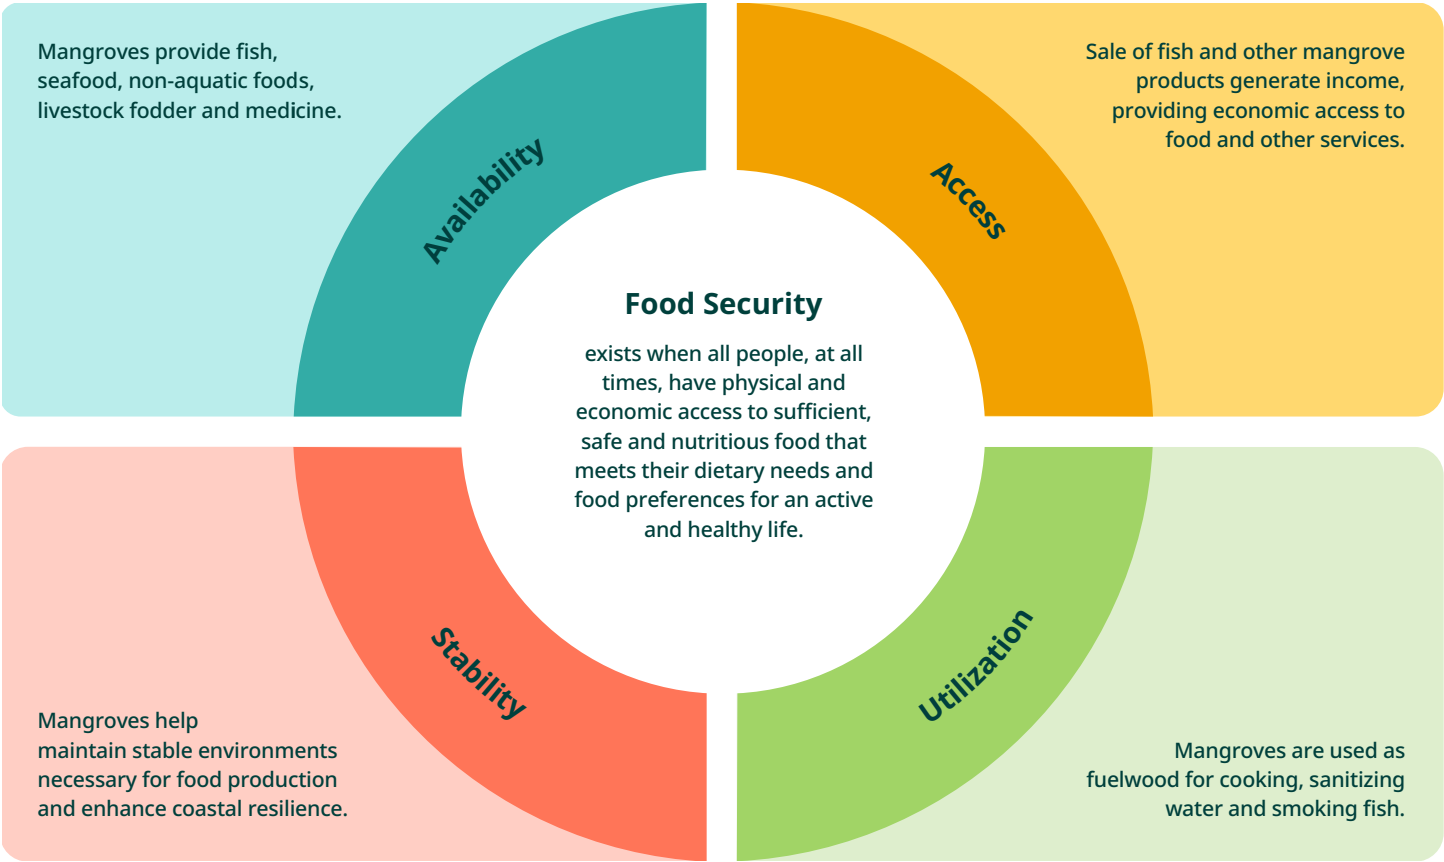 Mangroves provide fish,
seafood, non-aquatic foods,
livestock fodder and medicine.
Availability
Sale of fish and other mangrove
products generate income,
providing economic access to
food and other services.
Access
Food Security
exists when all people, at all
times, have physical and
economic access to sufficient,
safe and nutritious food that
meets their dietary needs and
food preferences for an active
and healthy life.
Stability
Mangroves help
maintain stable environments
necessary for food production
and enhance coastal resilience.
Utilization
Mangroves are used as
fuelwood for cooking, sanitizing
water and smoking fish.